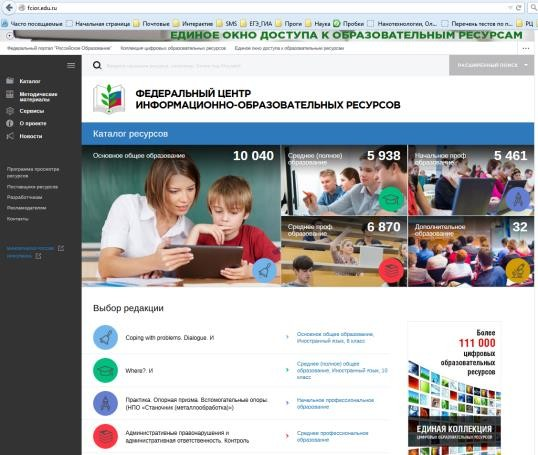 fcior.edu.ru
Часто посещаемые Начальная страница Почтовые Интерактив SMS ЕГЭ_ГИА Проги Наука Пробки Нанотехнологии, Ол... Перечень тестов по п... РЦ
ЕДИНОЕ ОКНО ДОСТУПА К ОБРАЗОВАТЕЛЬНЫМ РЕСУРСАМ
Федеральный портал "Российское Образование" Коллекция цифровых образовательных ресурсов Единое окно доступа к образовательным ресурсам
РАСШИРЕННЫЙ ПОИСК
Каталог
Методические
материалы
Сервисы
О проекте
Новости
Программа просмотра
ресурсов
Поставщикам ресурсов
Разработчикам
Рекламодателям
Контакты
МИНОБРНАУКИ РОССИИ
ФЕДЕРАЛЬНЫЙ ЦЕНТР
ИНФОРМАЦИОННО-ОБРАЗОВАТЕЛЬНЫХ РЕСУРСОВ
Каталог ресурсов
Основное общее образование 10 040
Среднее (полное)
образование 5 938
Начальное проф
образование 5 461
Среднее проф
образование 6 870
Дополнительное
образование 32
Выбор редакции
Coping with problems. Dialogue. И
Основное общее образование,
Иностранный язык, 8 класс
Where?. И
Среднее (полное) общее
образование, Иностранный язык, 10
класс
Практика. Опорная призма. Вспомогательные опоры.
(НПО «Станочник (металлообработка)»)
Начальное профессиональное
образование
Административные правонарушения и
административная ответственность. Контроль
Среднее профессиональное
образование
Более
111 000
цифровых
образовательных
ресурсов
ЕДИНАЯ КОЛЛЕКЦИЯ
ЦИФРОВЫХ ОБРАЗОВАТЕЛЬНЫХ РЕСУРСОВ